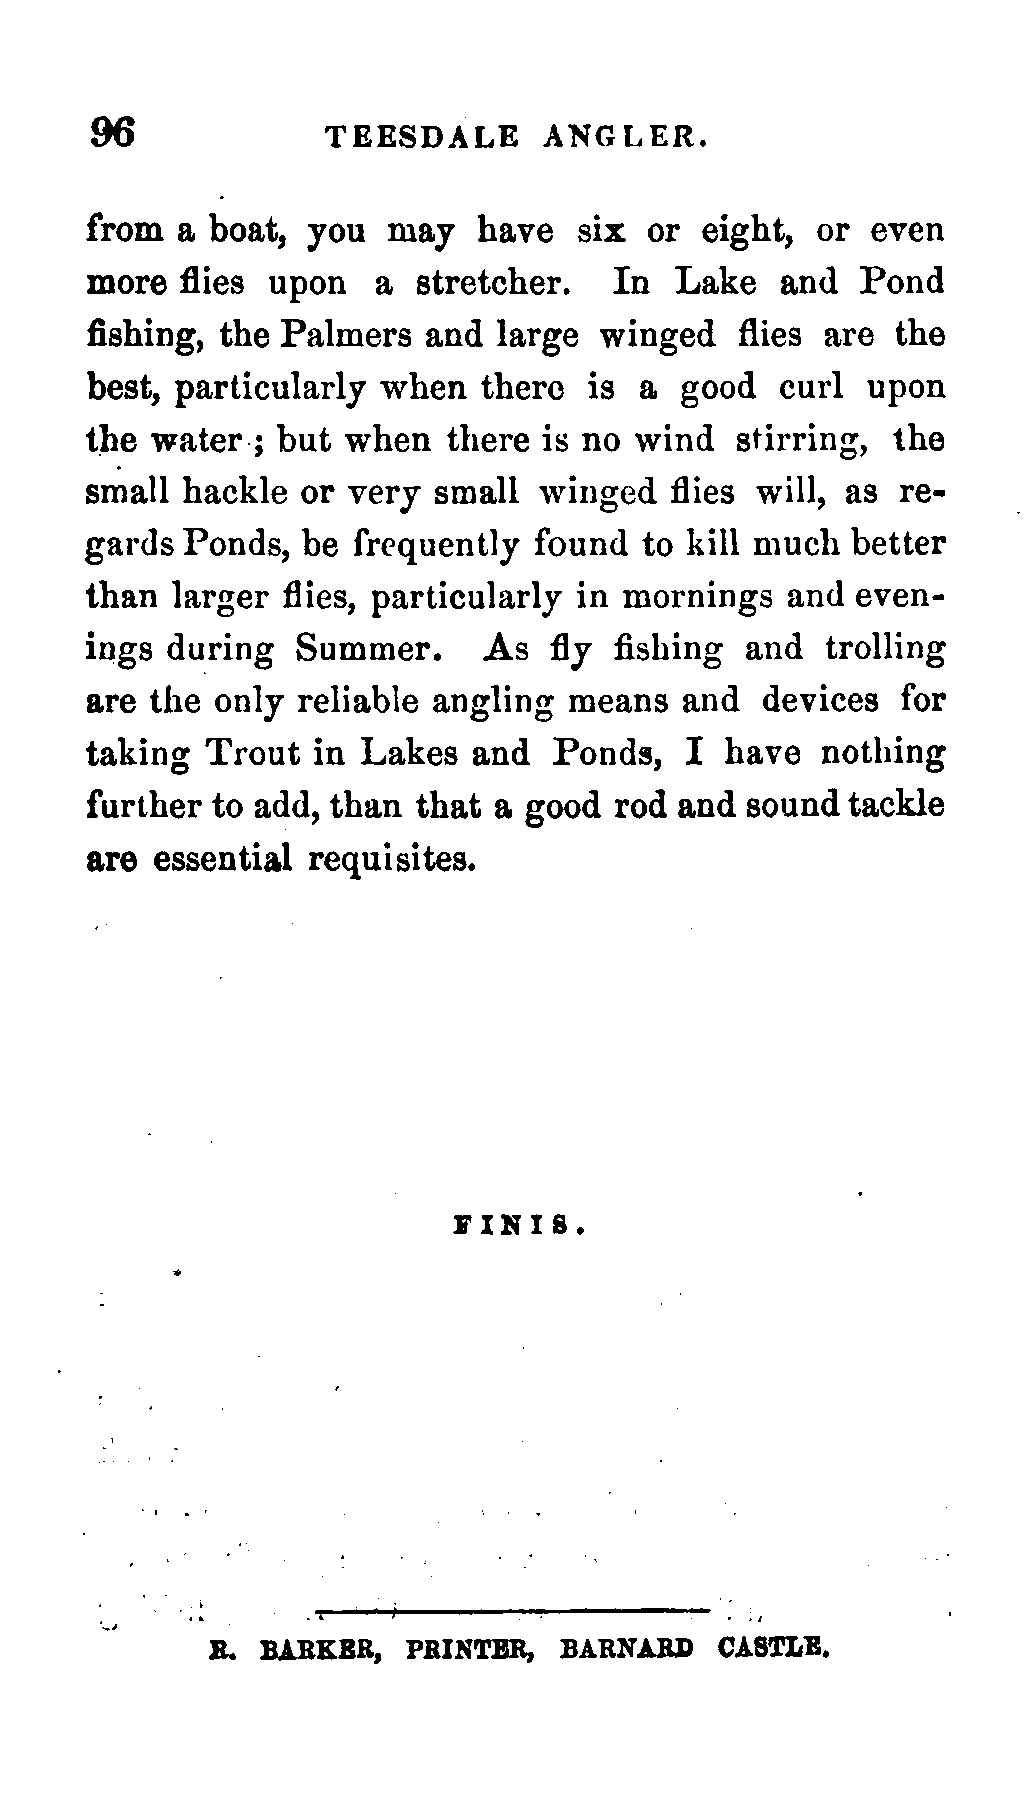 96 TEESDALE ANGLER.
from a boat, you may have six or eight, or even
more flies upon a stretcher. In Lake and Pond
fishing, the Palmers and large winged flies are the
best, particularly when there is a good curl upon
the water; but when there is no wind stirring, the
small hackle or very small winged flies will, as re-
gards Ponds, be frequently found to kill much better
than larger flies, particularly in mornings and even-
ings during Summer. As fly fishing and trolling
are the only reliable angling means and devices for
taking Trout in Lakes and Ponds, I have nothing
further to add, than that a good rod and sound tackle
are essential requisites.
FINIS.
R. BARKER, PRINTER, BARNARD CASTLE.